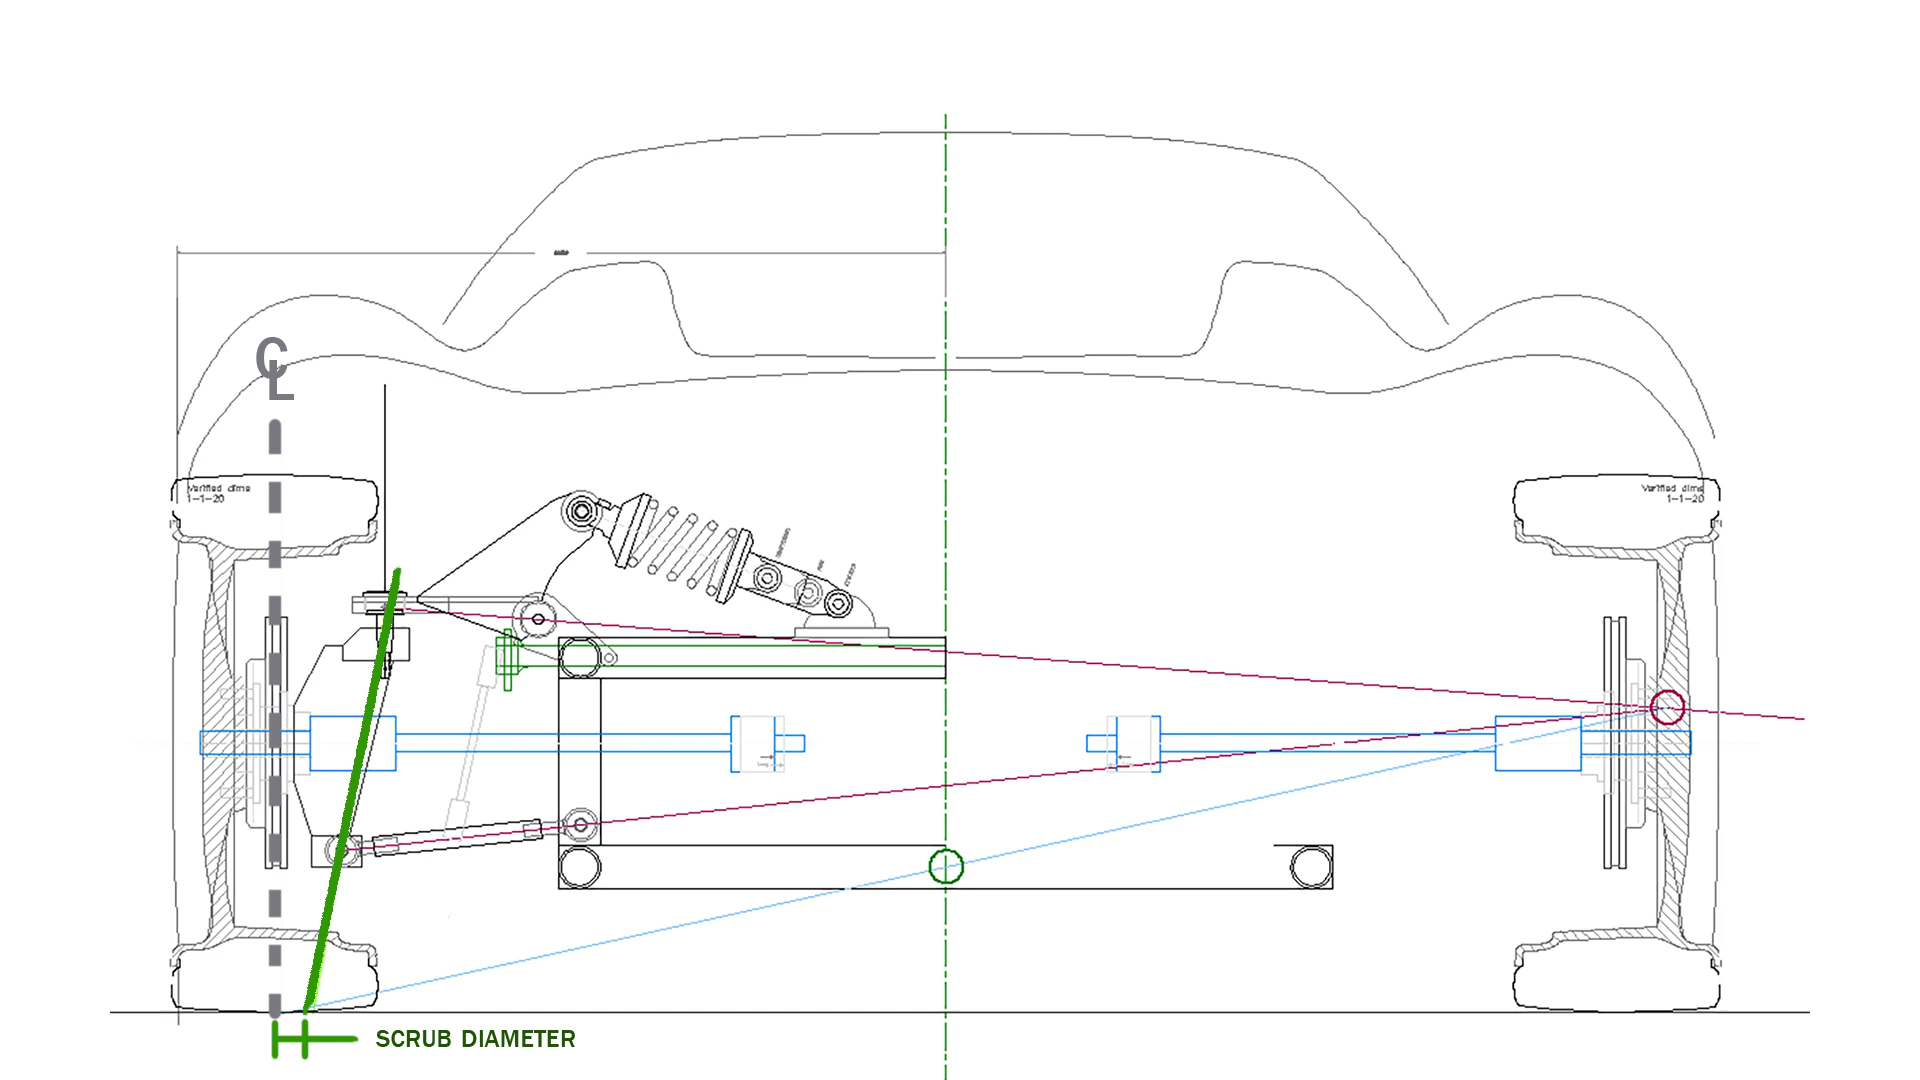 CL
Verified dims
1-1-20
Verified dims
1-1-20
SCRUB DIAMETER